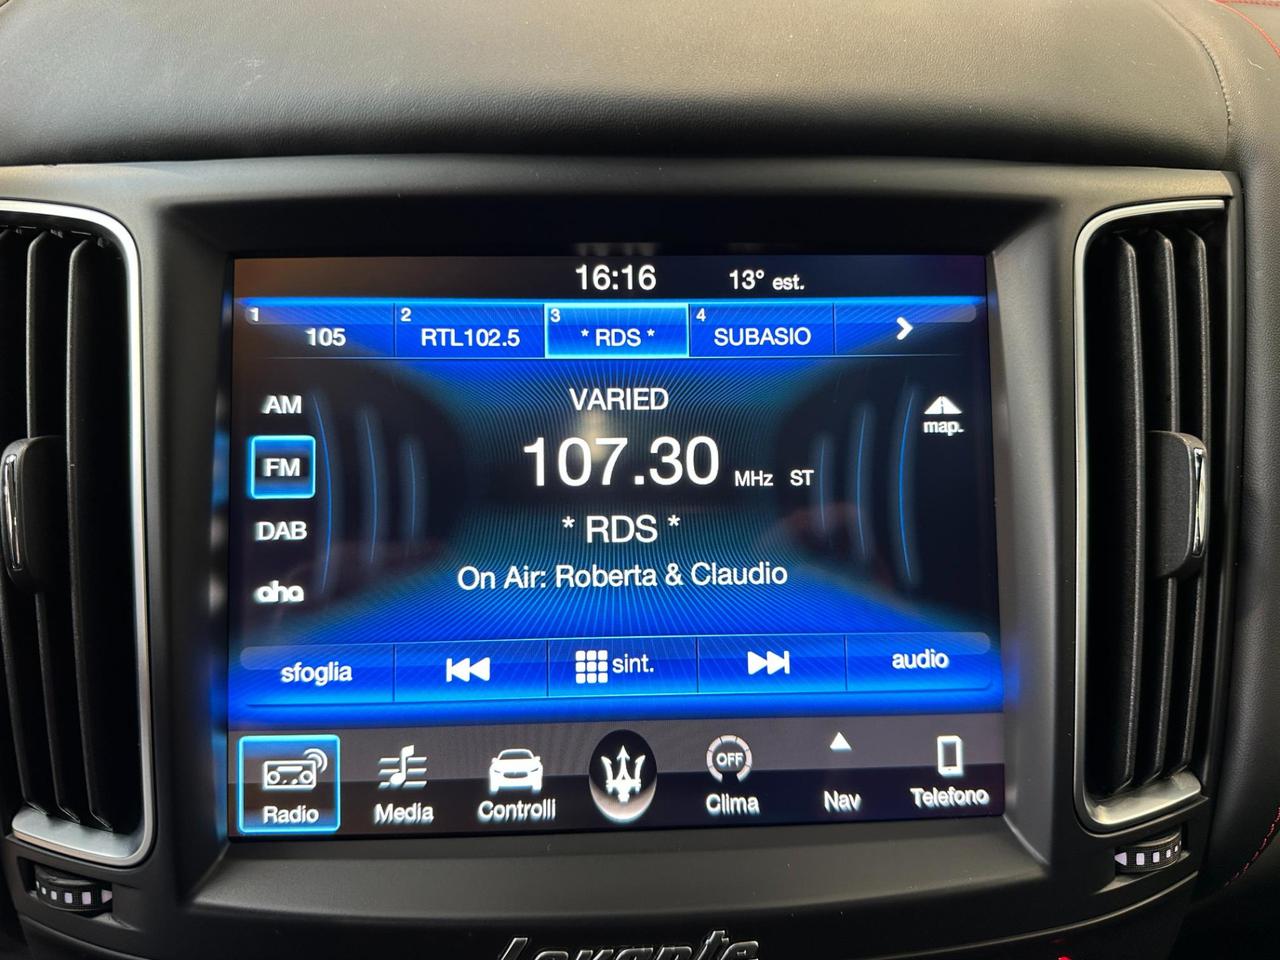 16:16 13° est.
1 105 2 RTL102.5 3 * RDS * 4 SUBASIO
VARIED
AM
map.
107.30 MHz ST
FM
* RDS *
DAB
On Air: Roberta & Claudio
aha
sfoglia sint. audio
OFF
Radio Media Controlli Clima Nav Telefono
Levante